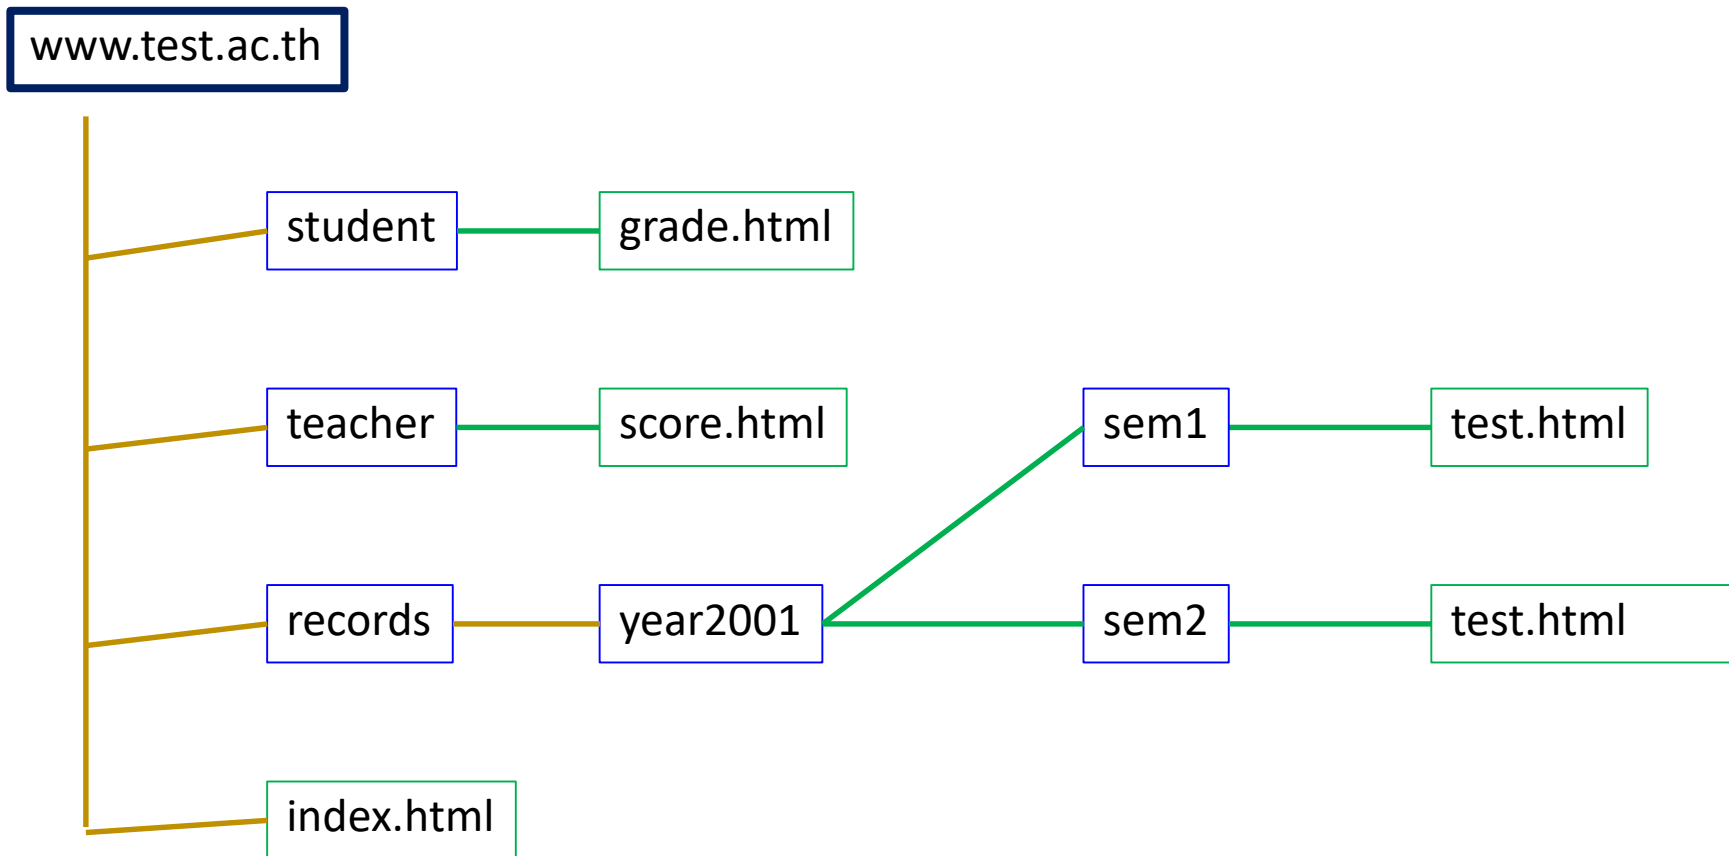 www.test.ac.th
student
grade.html
teacher
score.html
sem1
test.html
records
year2001
sem2
test.html
index.html